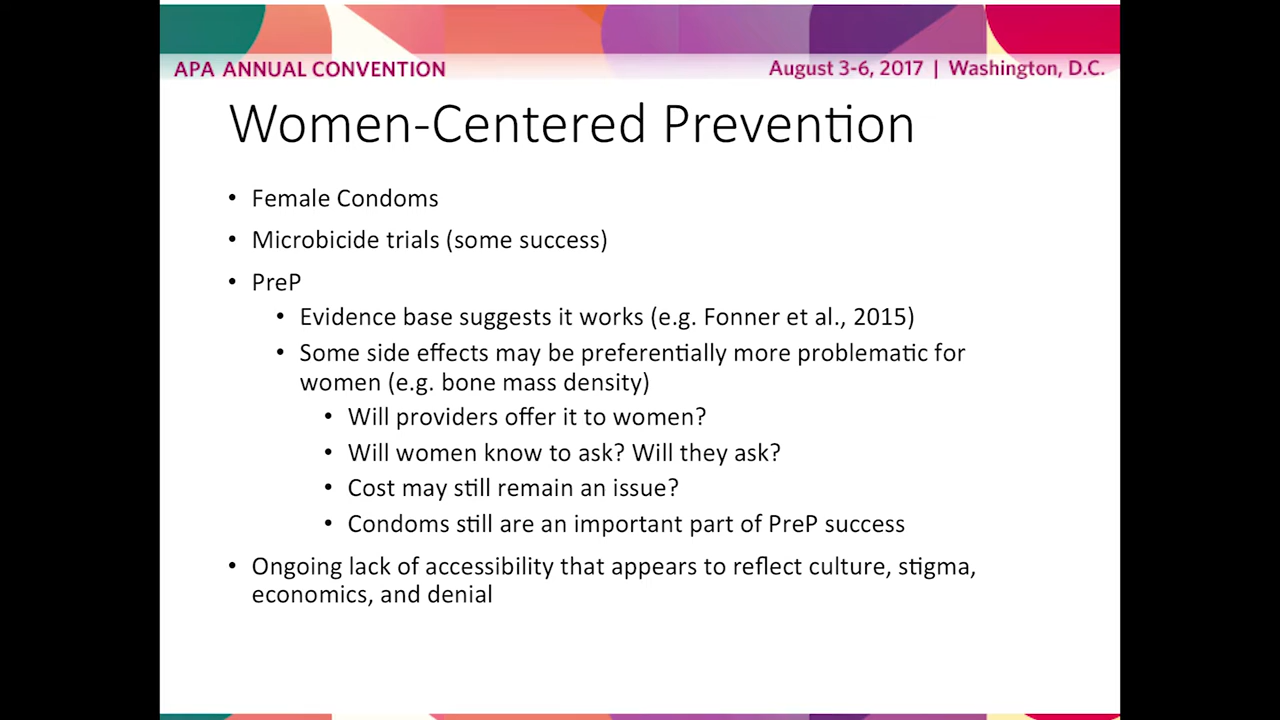 APA ANNUAL CONVENTION August 3-6, 2017 | Washington, D.C.
Women-Centered Prevention
• Female Condoms
• Microbicide trials (some success)
• PreP
• Evidence base suggests it works (e.g. Fonner et al., 2015)
• Some side effects may be preferentially more problematic for
women (e.g. bone mass density)
• Will providers offer it to women?
• Will women know to ask? Will they ask?
• Cost may still remain an issue?
• Condoms still are an important part of PreP success
• Ongoing lack of accessibility that appears to reflect culture, stigma,
economics, and denial